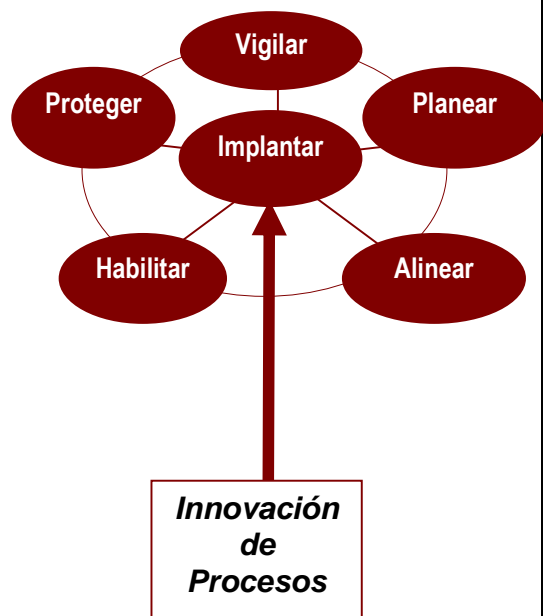 Vigilar
Proteger
Planear
Implantar
Habilitar
Alinear
Innovación
de
Procesos